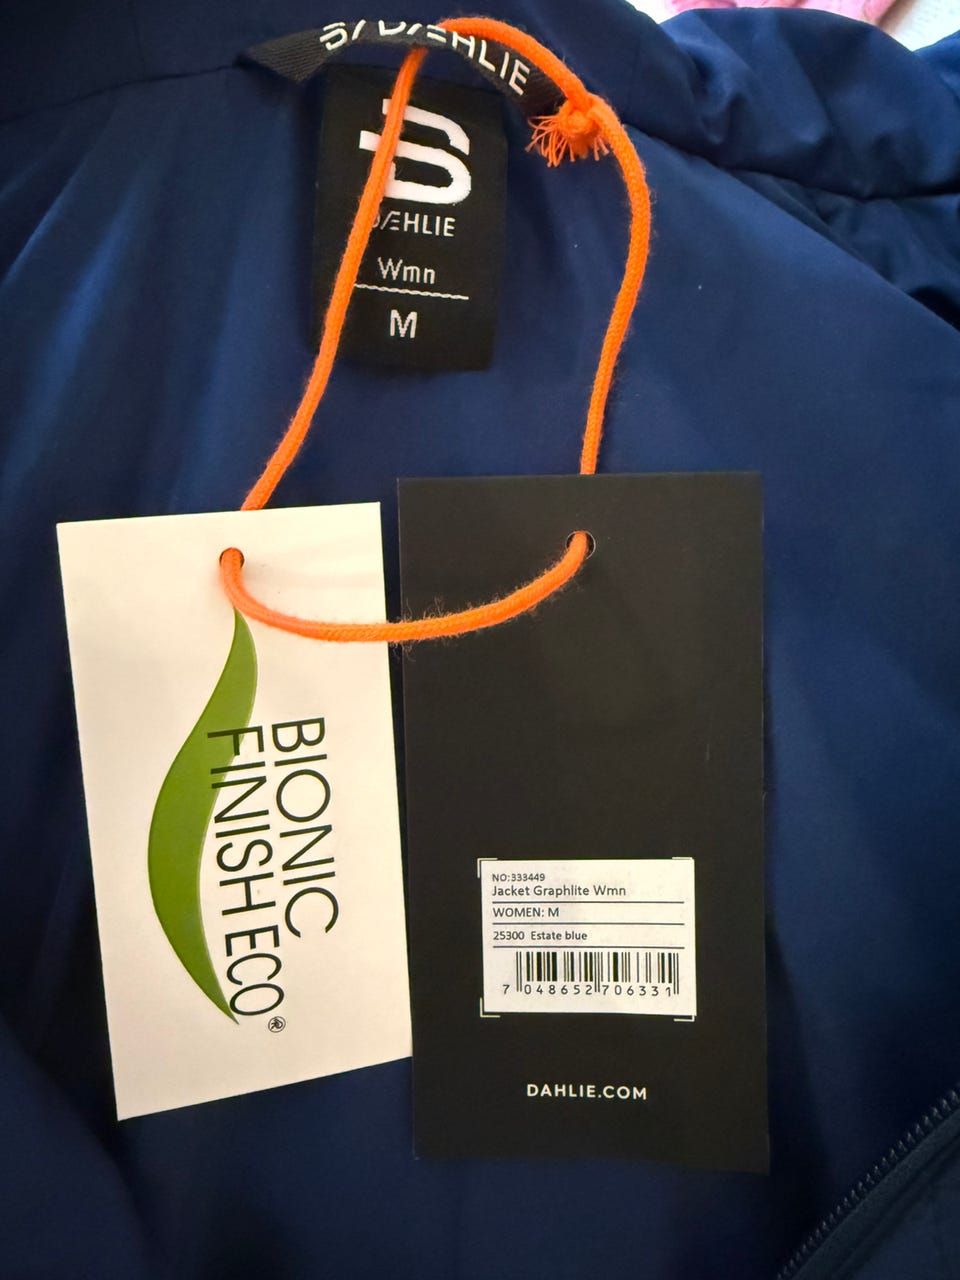 DÆHLIE
DÆHLIE
Wmn
M
BIONIC
FINISH ECO®
NO:333449
Jacket Graphlite Wmn
WOMEN: M
25300 Estate blue
7 048652 706331
DAHLIE.COM